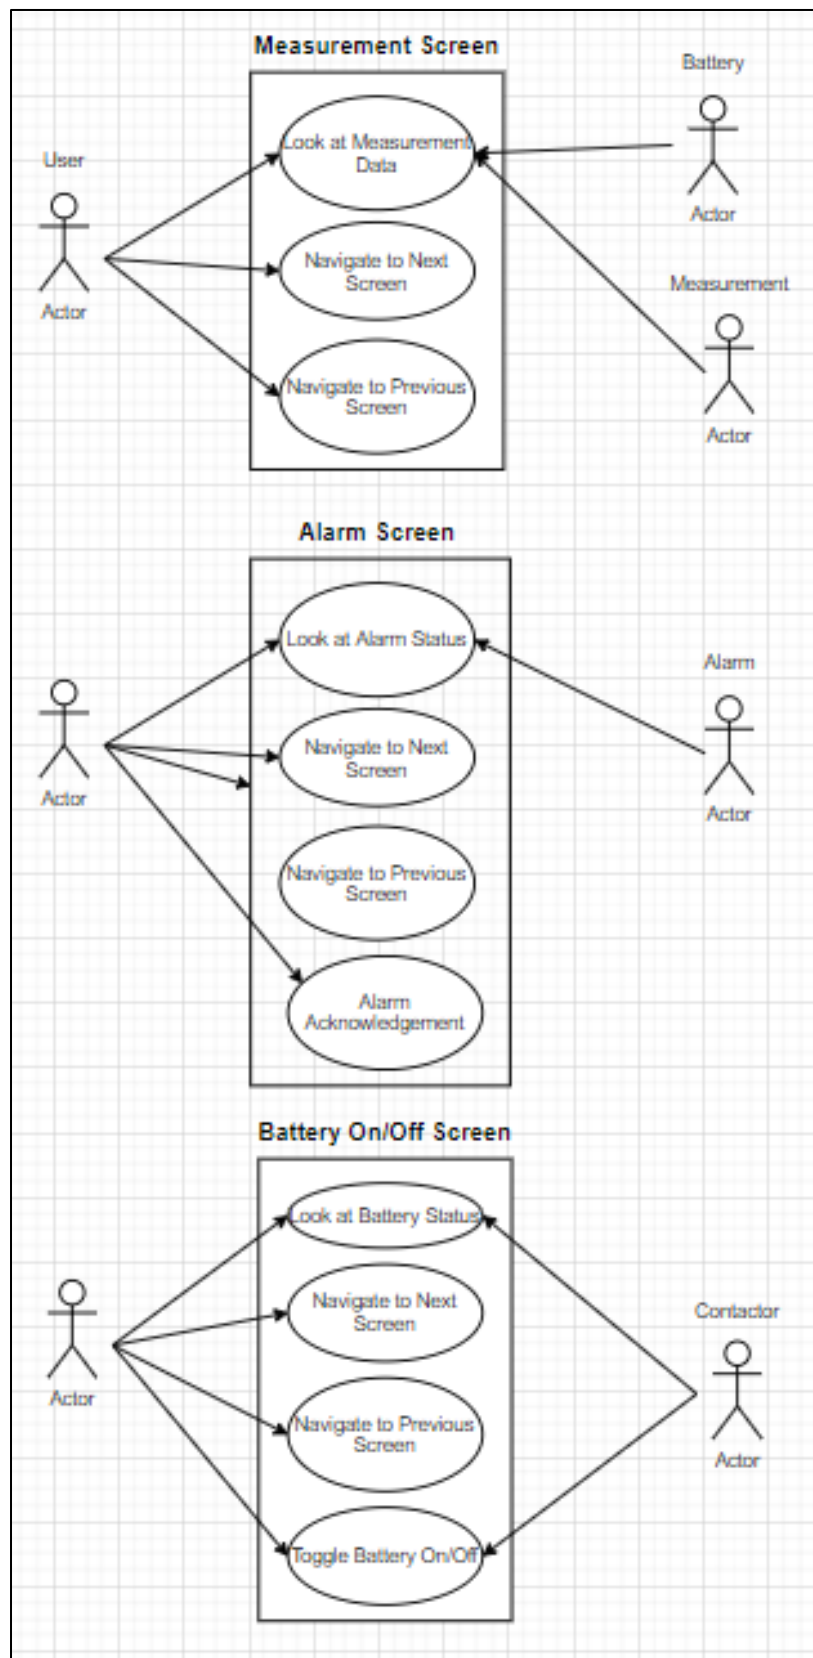 Measurement Screen
Battery
Look at Measurement
Data
User
Actor
Navigate to Next
Screen
Measurement
Actor
Navigate to Previous
Screen
Actor
Alarm Screen
Look at Alarm Status
Alarm
Navigate to Next
Screen
Actor
Actor
Navigate to Previous
Screen
Alarm
Acknowledgement
Battery On/Off Screen
Look at Battery Status
Navigate to Next
Screen
Contactor
Actor
Navigate to Previous
Screen
Actor
Toggle Battery On/Off